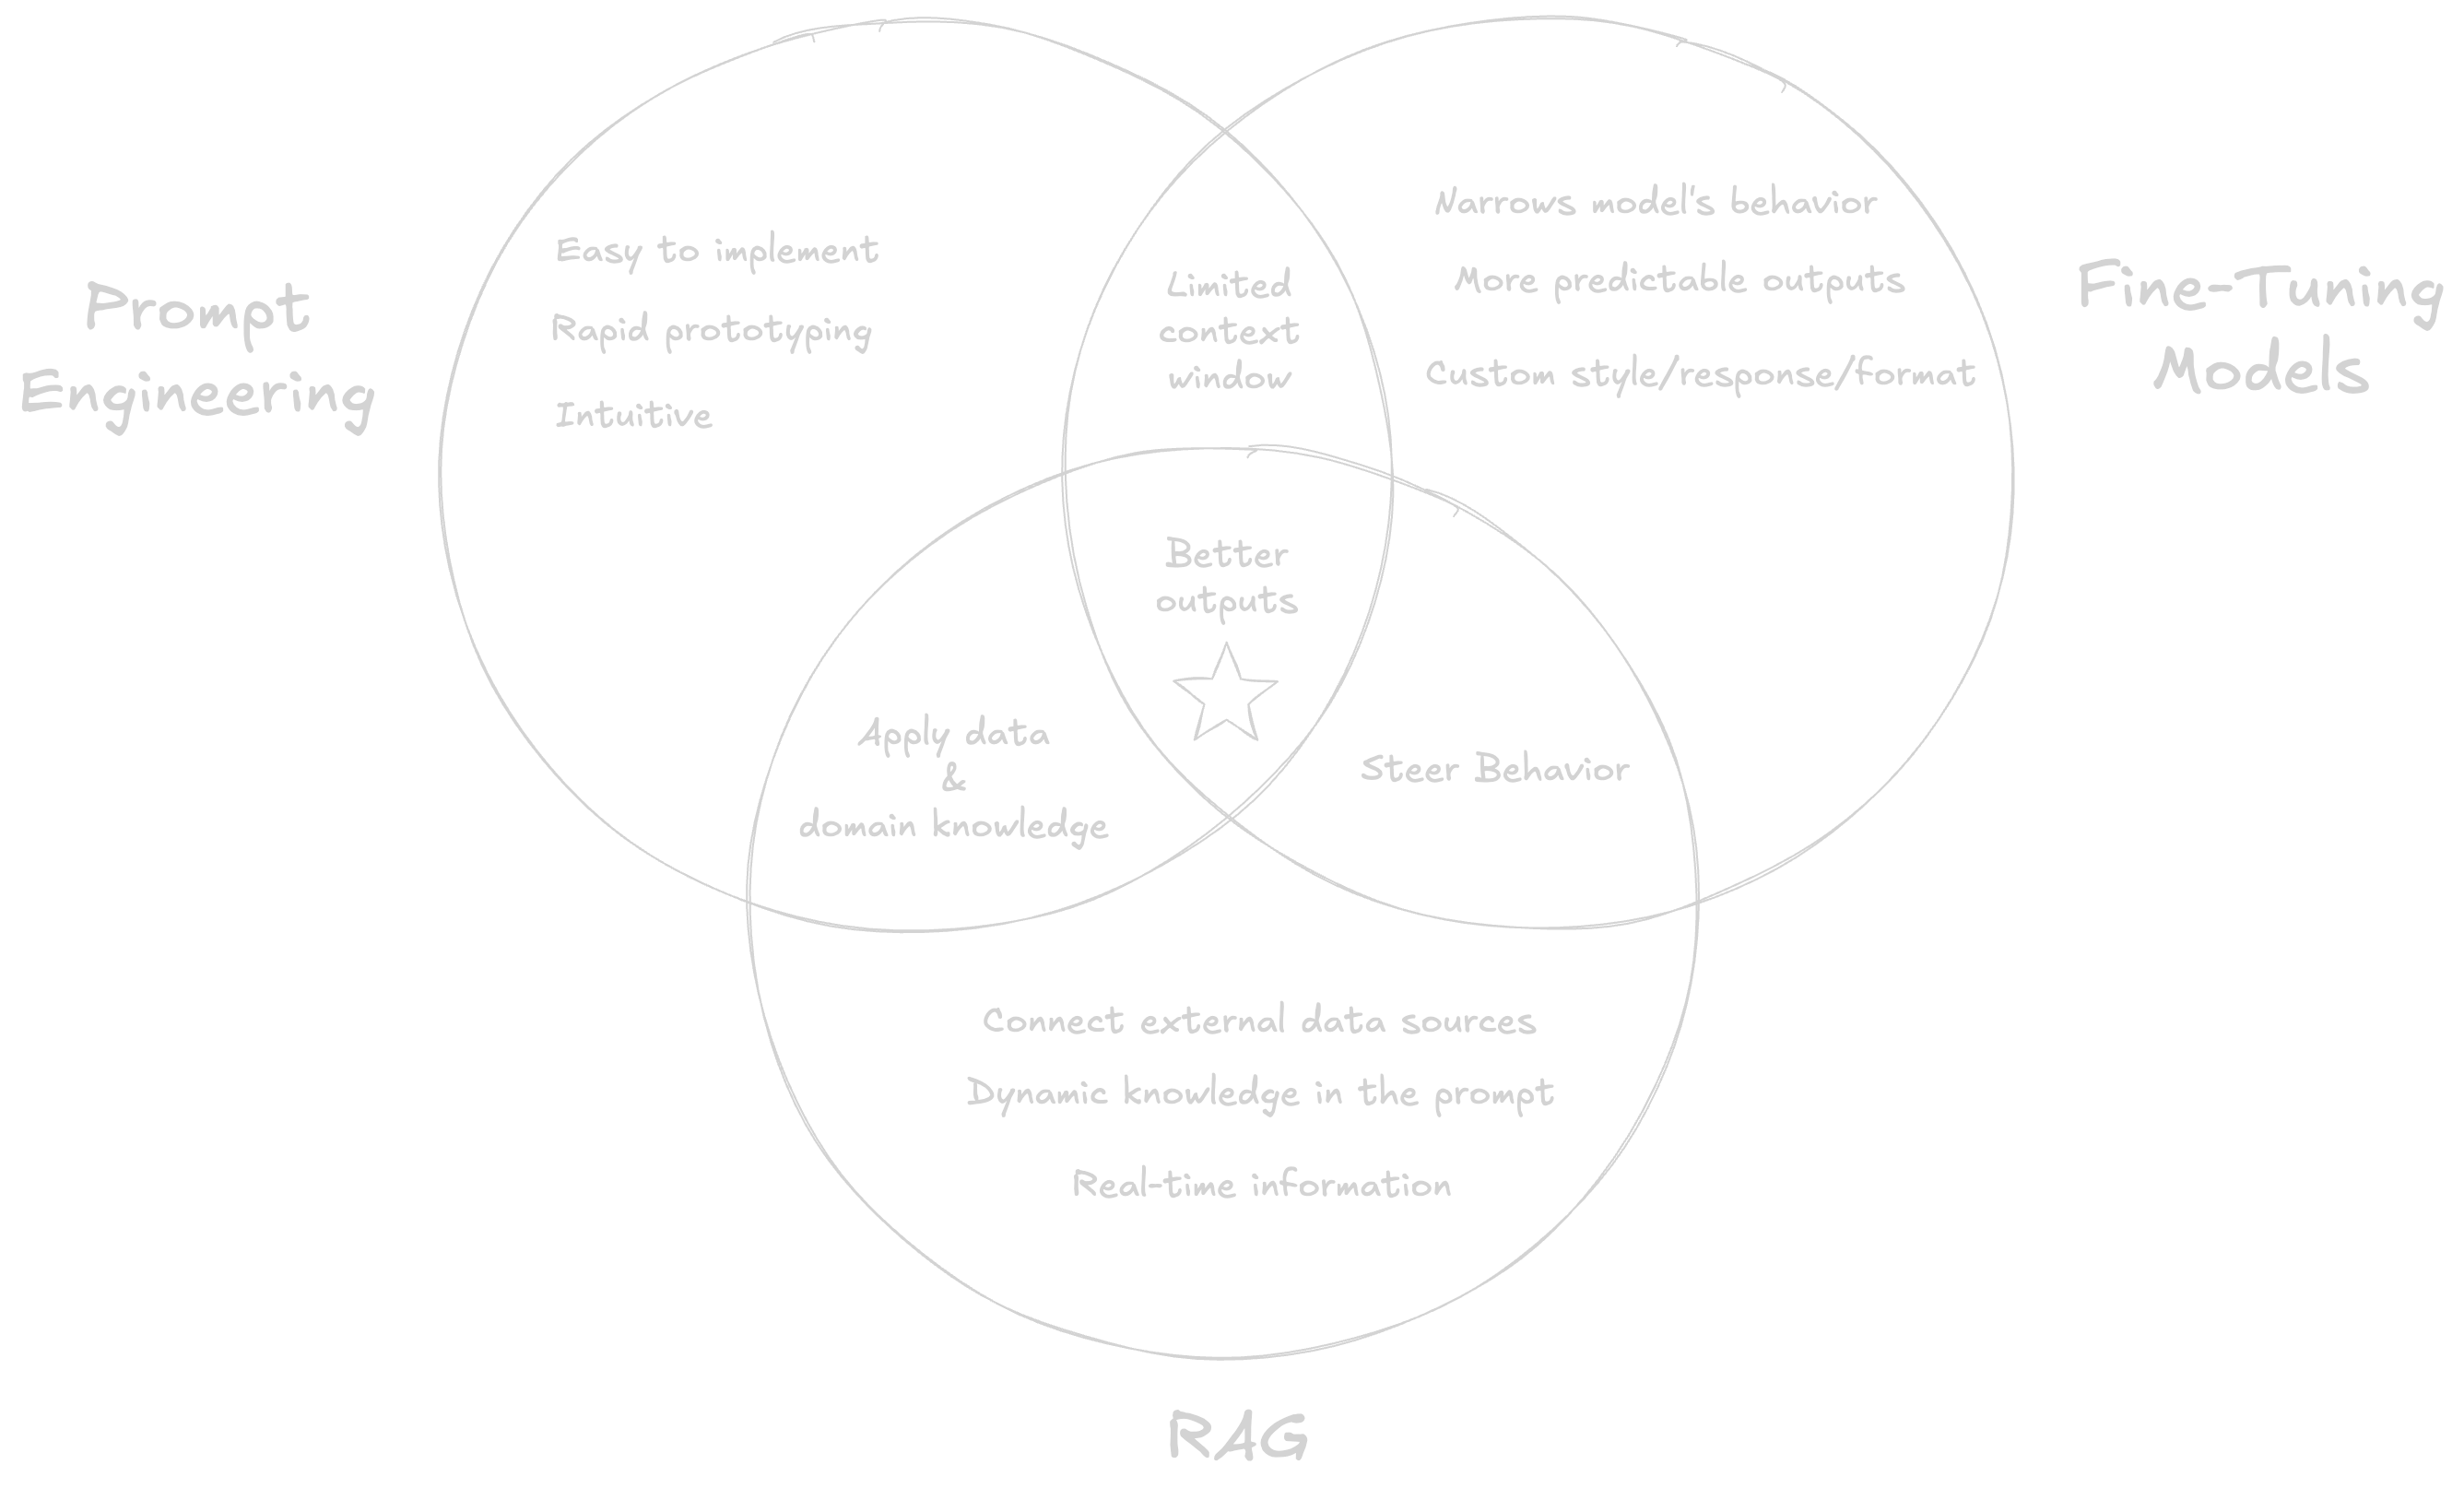 Prompt
Engineering
Easy to implement
Rapid prototyping
Intuitive
Limited
context
window
Narrows model's behavior
More predictable outputs
Custom style/response/format
Fine-Tuning
Models
Better
outputs
Apply data
&
domain knowledge
Steer Behavior
Connect external data sources
Dynamic knowledge in the prompt
Real-time information
RAG